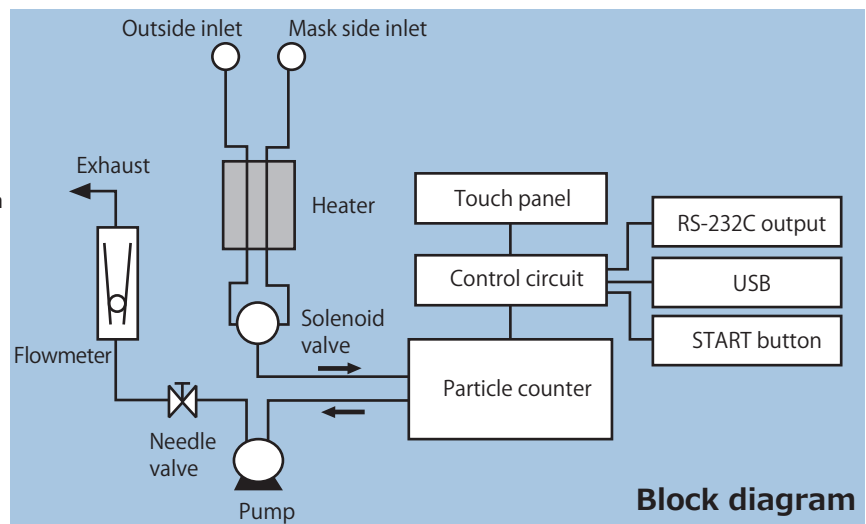 Outside inlet
Mask side inlet
Exhaust
Heater
Touch panel
RS-232C output
Control circuit
USB
START button
Solenoid
valve
Flowmeter
Particle counter
Needle
valve
Pump
Block diagram